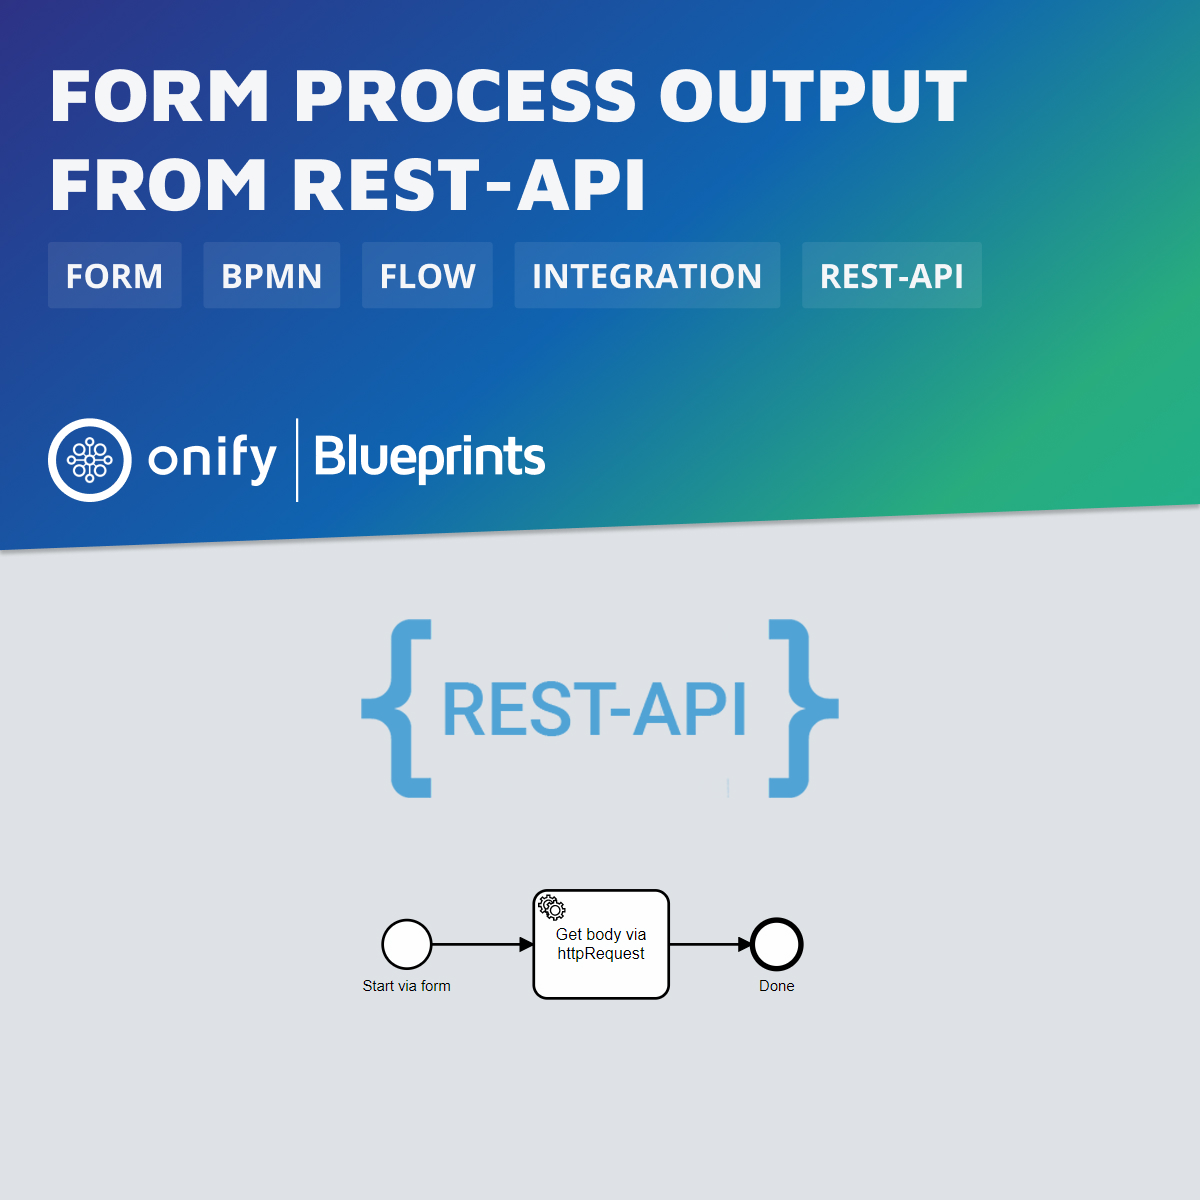 FORM PROCESS OUTPUT
FROM REST-API
FORM BPMN FLOW INTEGRATION REST-API
onify Blueprints
{REST-API}
Get body via
httpRequest
Start via form
Done